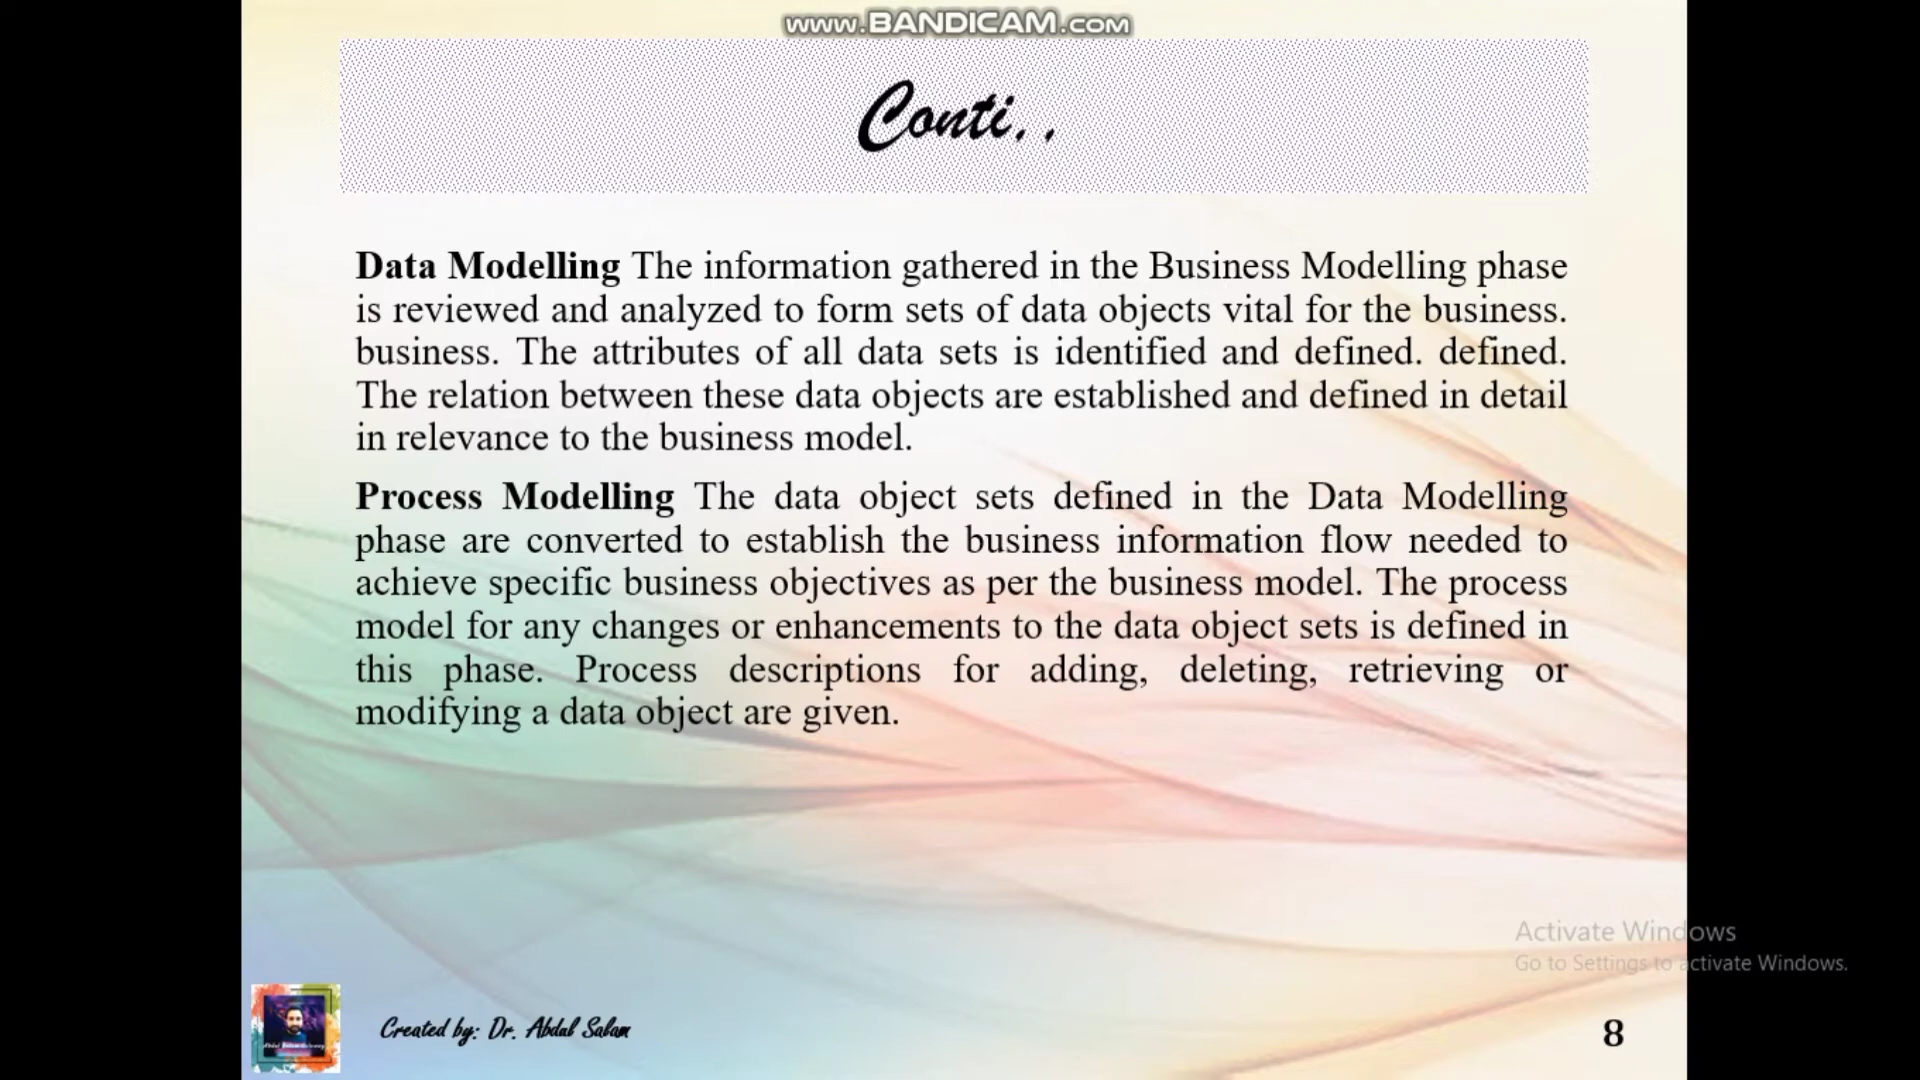 www.BANDICAM.com
Conti..
Data Modelling The information gathered in the Business Modelling phase
is reviewed and analyzed to form sets of data objects vital for the business.
business. The attributes of all data sets is identified and defined. defined.
The relation between these data objects are established and defined in detail
in relevance to the business model.
Process Modelling The data object sets defined in the Data Modelling
phase are converted to establish the business information flow needed to
achieve specific business objectives as per the business model. The process
model for any changes or enhancements to the data object sets is defined in
this phase. Process descriptions for adding, deleting, retrieving or
modifying a data object are given.
Activate Windows
Go to Settings to activate Windows.
Created by: Dr. Abdul Salam
8